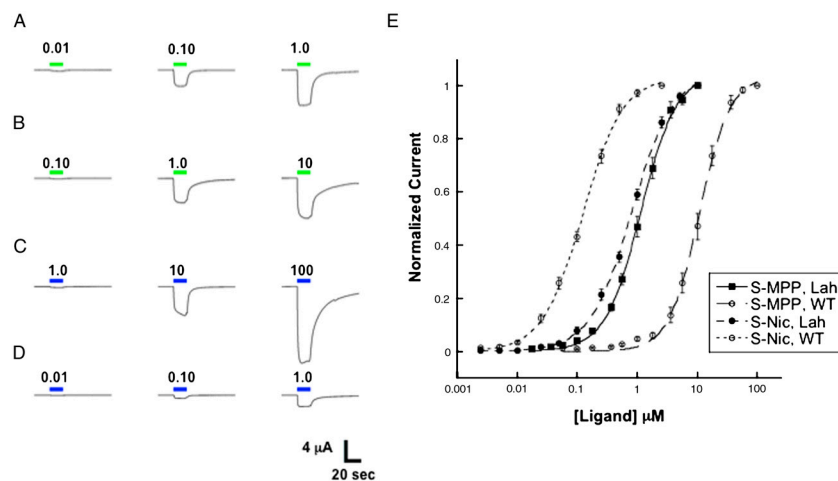 A
0.01 0.10 1.0
B
0.10 1.0 10
C
1.0 10 100
D
0.01 0.10 1.0
4 µA
20 sec
E
Normalized Current
1
0.8
0.6
0.4
0.2
0
0.001 0.01 0.1 1 10 100
[Ligand] µM
S-MPP, Lah
S-MPP, WT
S-Nic, Lah
S-Nic, WT